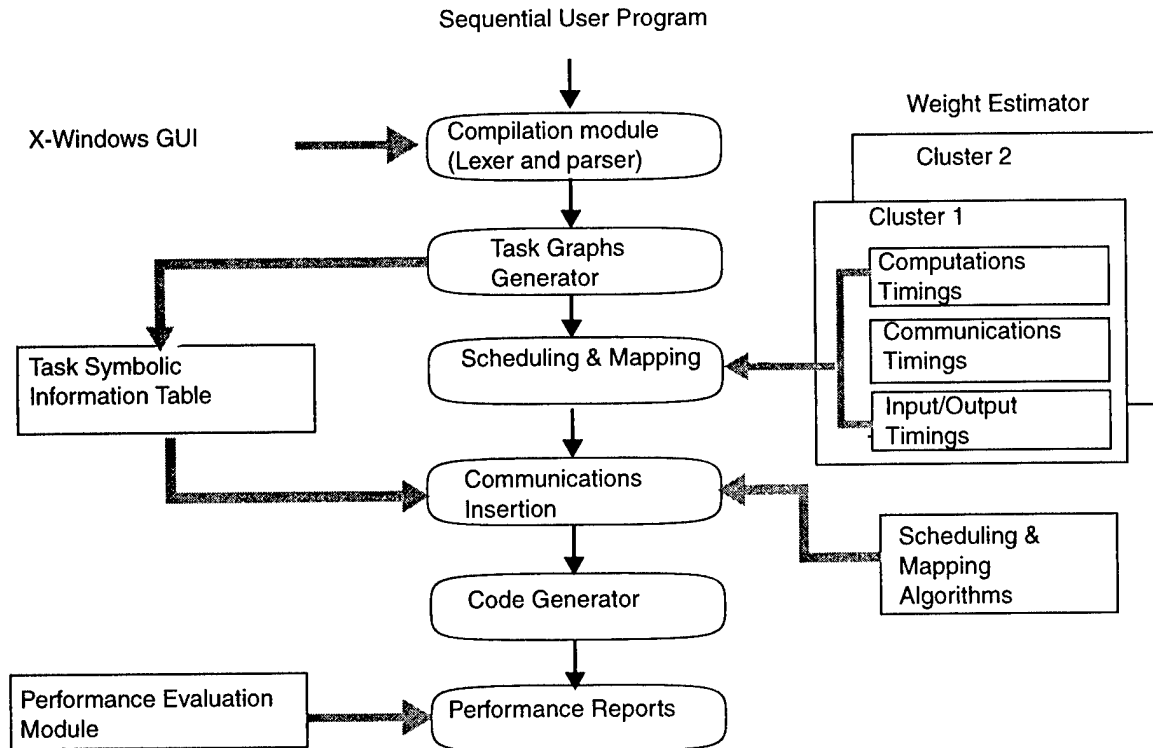 Sequential User Program
Weight Estimator
X-Windows GUI
Compilation module
(Lexer and parser)
Cluster 2
Cluster 1
Task Graphs
Generator
Computations
Timings
Communications
Timings
Input/Output
Timings
Task Symbolic
Information Table
Scheduling & Mapping
Communications
Insertion
Scheduling &
Mapping
Algorithms
Code Generator
Performance Evaluation
Module
Performance Reports